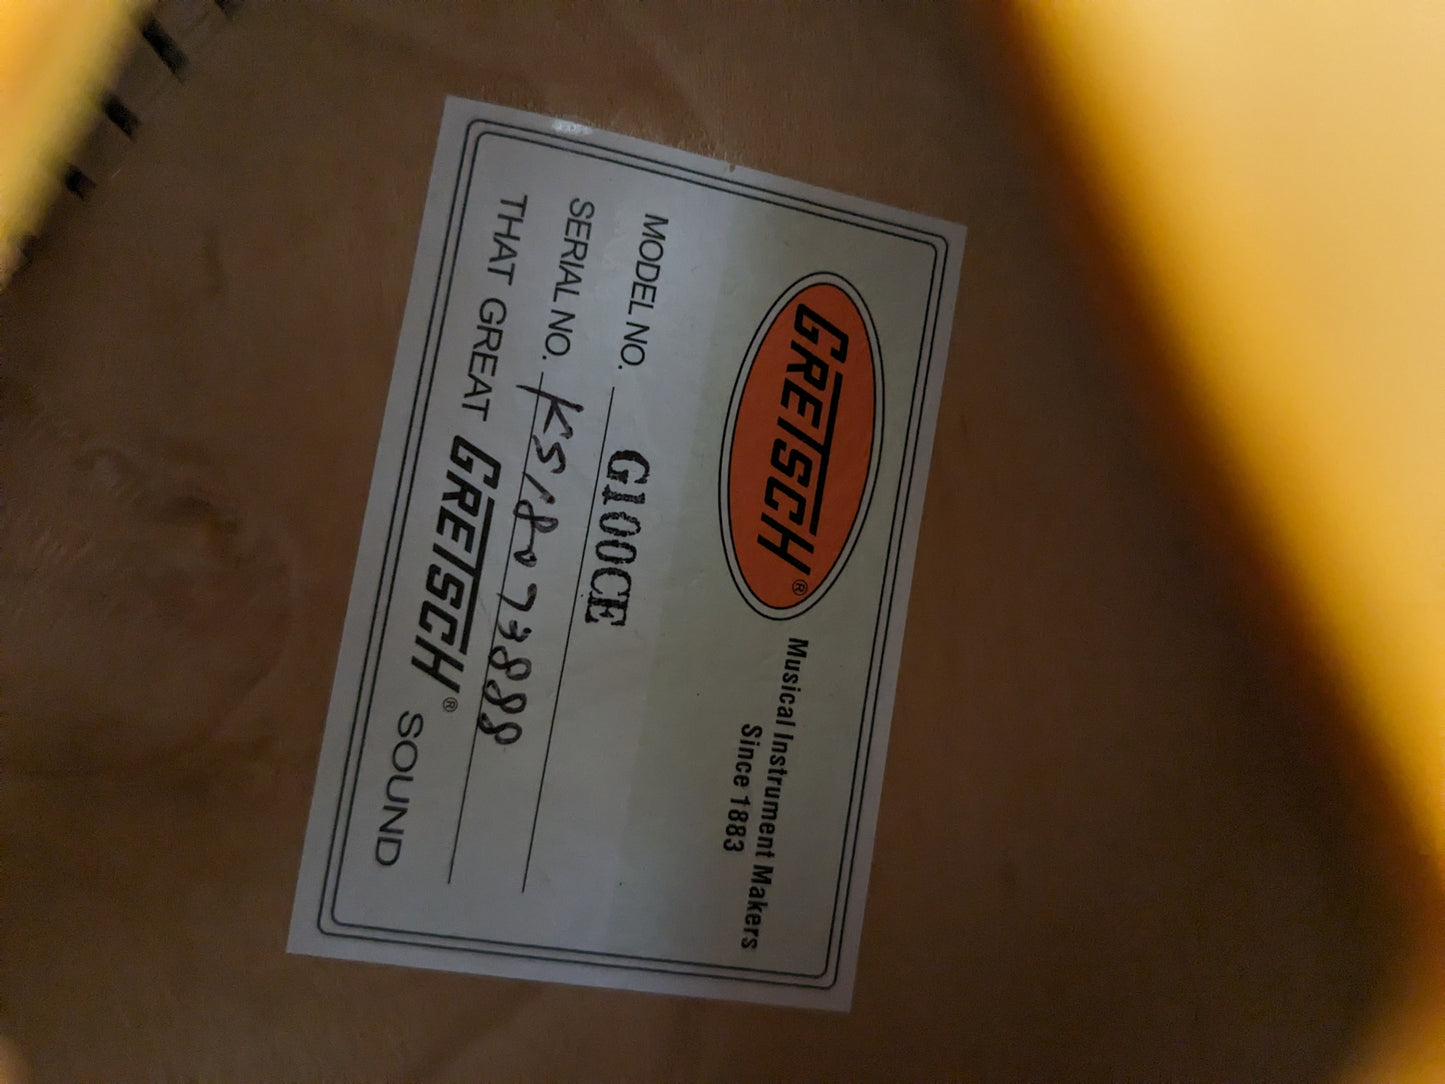 GRETSCH®
Musical Instrument Makers
Since 1883
MODEL NO. G100CE
SERIAL NO. KS18073888
THAT GREAT GRETSCH® SOUND